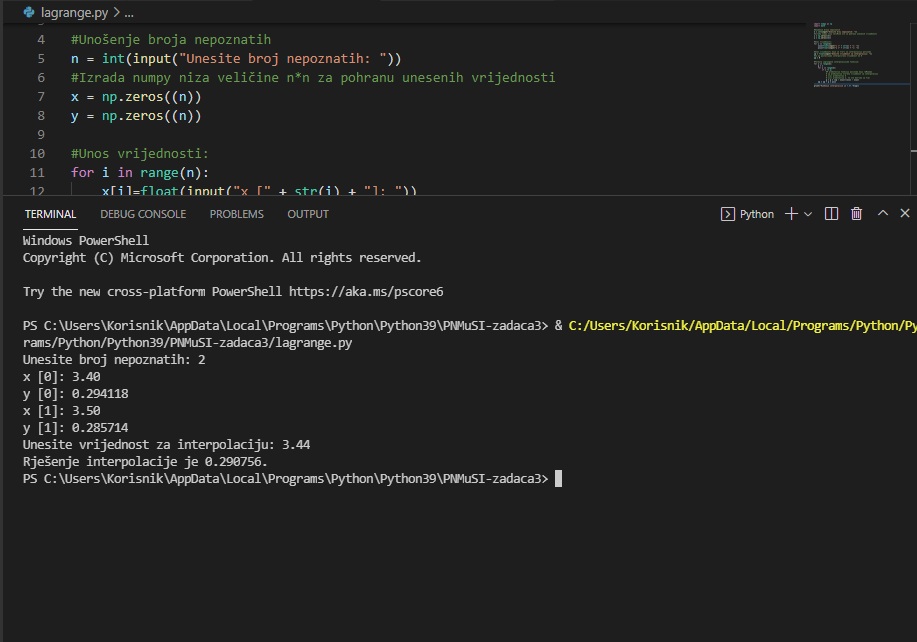 lagrange.py > ...
4 #Unošenje broja nepoznatih
5 n = int(input("Unesite broj nepoznatih: "))
6 #Izrada numpy niza veličine n*n za pohranu unesenih vrijednosti
7 x = np.zeros((n))
8 y = np.zeros((n))
9
10 #Unos vrijednosti:
11 for i in range(n):
12 x[i]=float(input("x [" + str(i) + "]: "))
TERMINAL DEBUG CONSOLE PROBLEMS OUTPUT Python
Windows PowerShell
Copyright (C) Microsoft Corporation. All rights reserved.
Try the new cross-platform PowerShell https://aka.ms/pscore6
PS C:\Users\Korisnik\AppData\Local\Programs\Python\Python39\PNMuSI-zadaca3> & C:/Users/Korisnik/AppData/Local/Programs/Python/Py
rams/Python/Python39/PNMuSI-zadaca3/lagrange.py
Unesite broj nepoznatih: 2
x [0]: 3.40
y [0]: 0.294118
x [1]: 3.50
y [1]: 0.285714
Unesite vrijednost za interpolaciju: 3.44
Rješenje interpolacije je 0.290756.
PS C:\Users\Korisnik\AppData\Local\Programs\Python\Python39\PNMuSI-zadaca3>